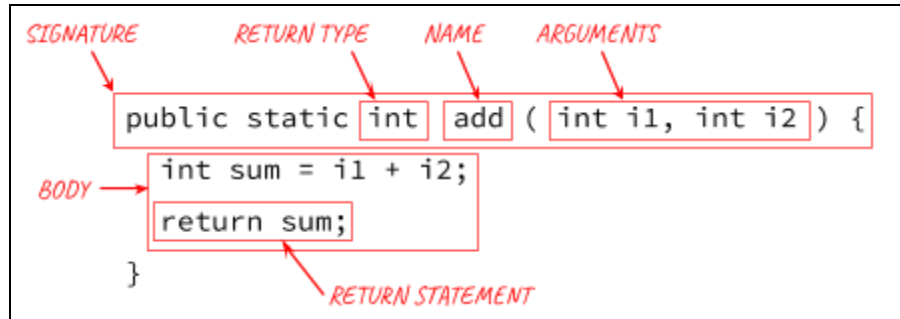 SIGNATURE RETURN TYPE NAME ARGUMENTS
public static int add ( int i1, int i2 ) {
int sum = i1 + i2;
BODY
return sum;
}
RETURN STATEMENT